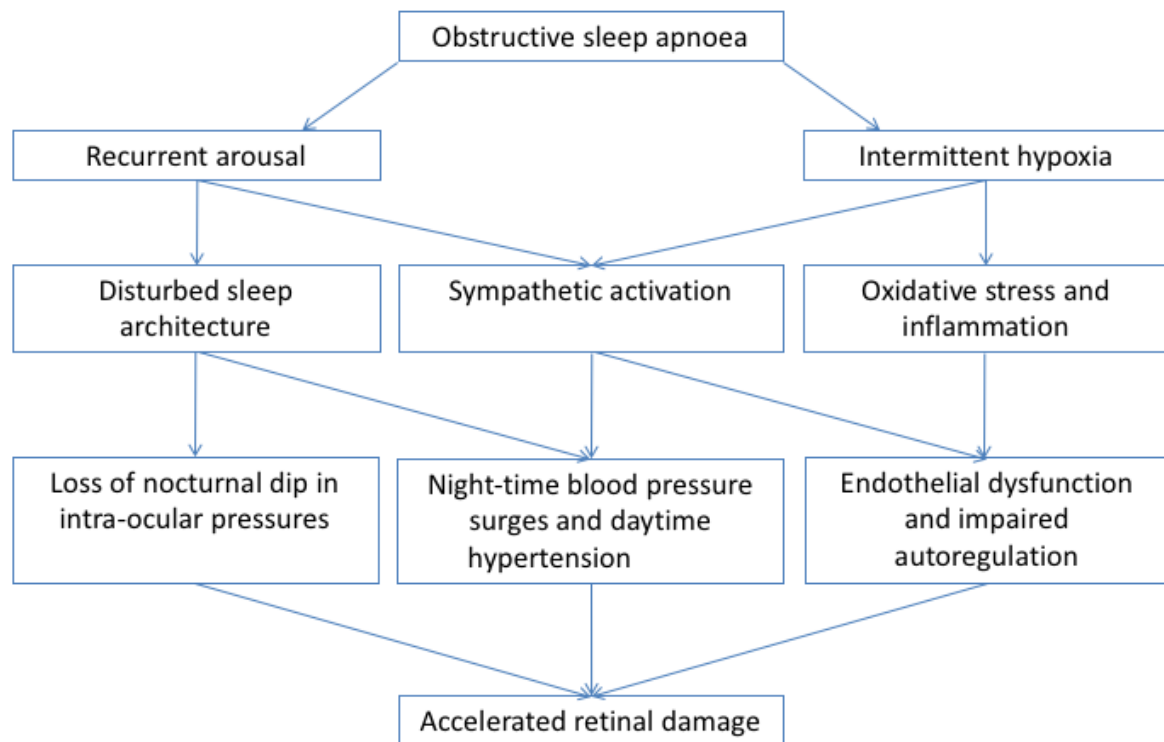 Obstructive sleep apnoea
Recurrent arousal
Intermittent hypoxia
Disturbed sleep
architecture
Sympathetic activation
Oxidative stress and
inflammation
Loss of nocturnal dip in
intra-ocular pressures
Night-time blood pressure
surges and daytime
hypertension
Endothelial dysfunction
and impaired
autoregulation
Accelerated retinal damage